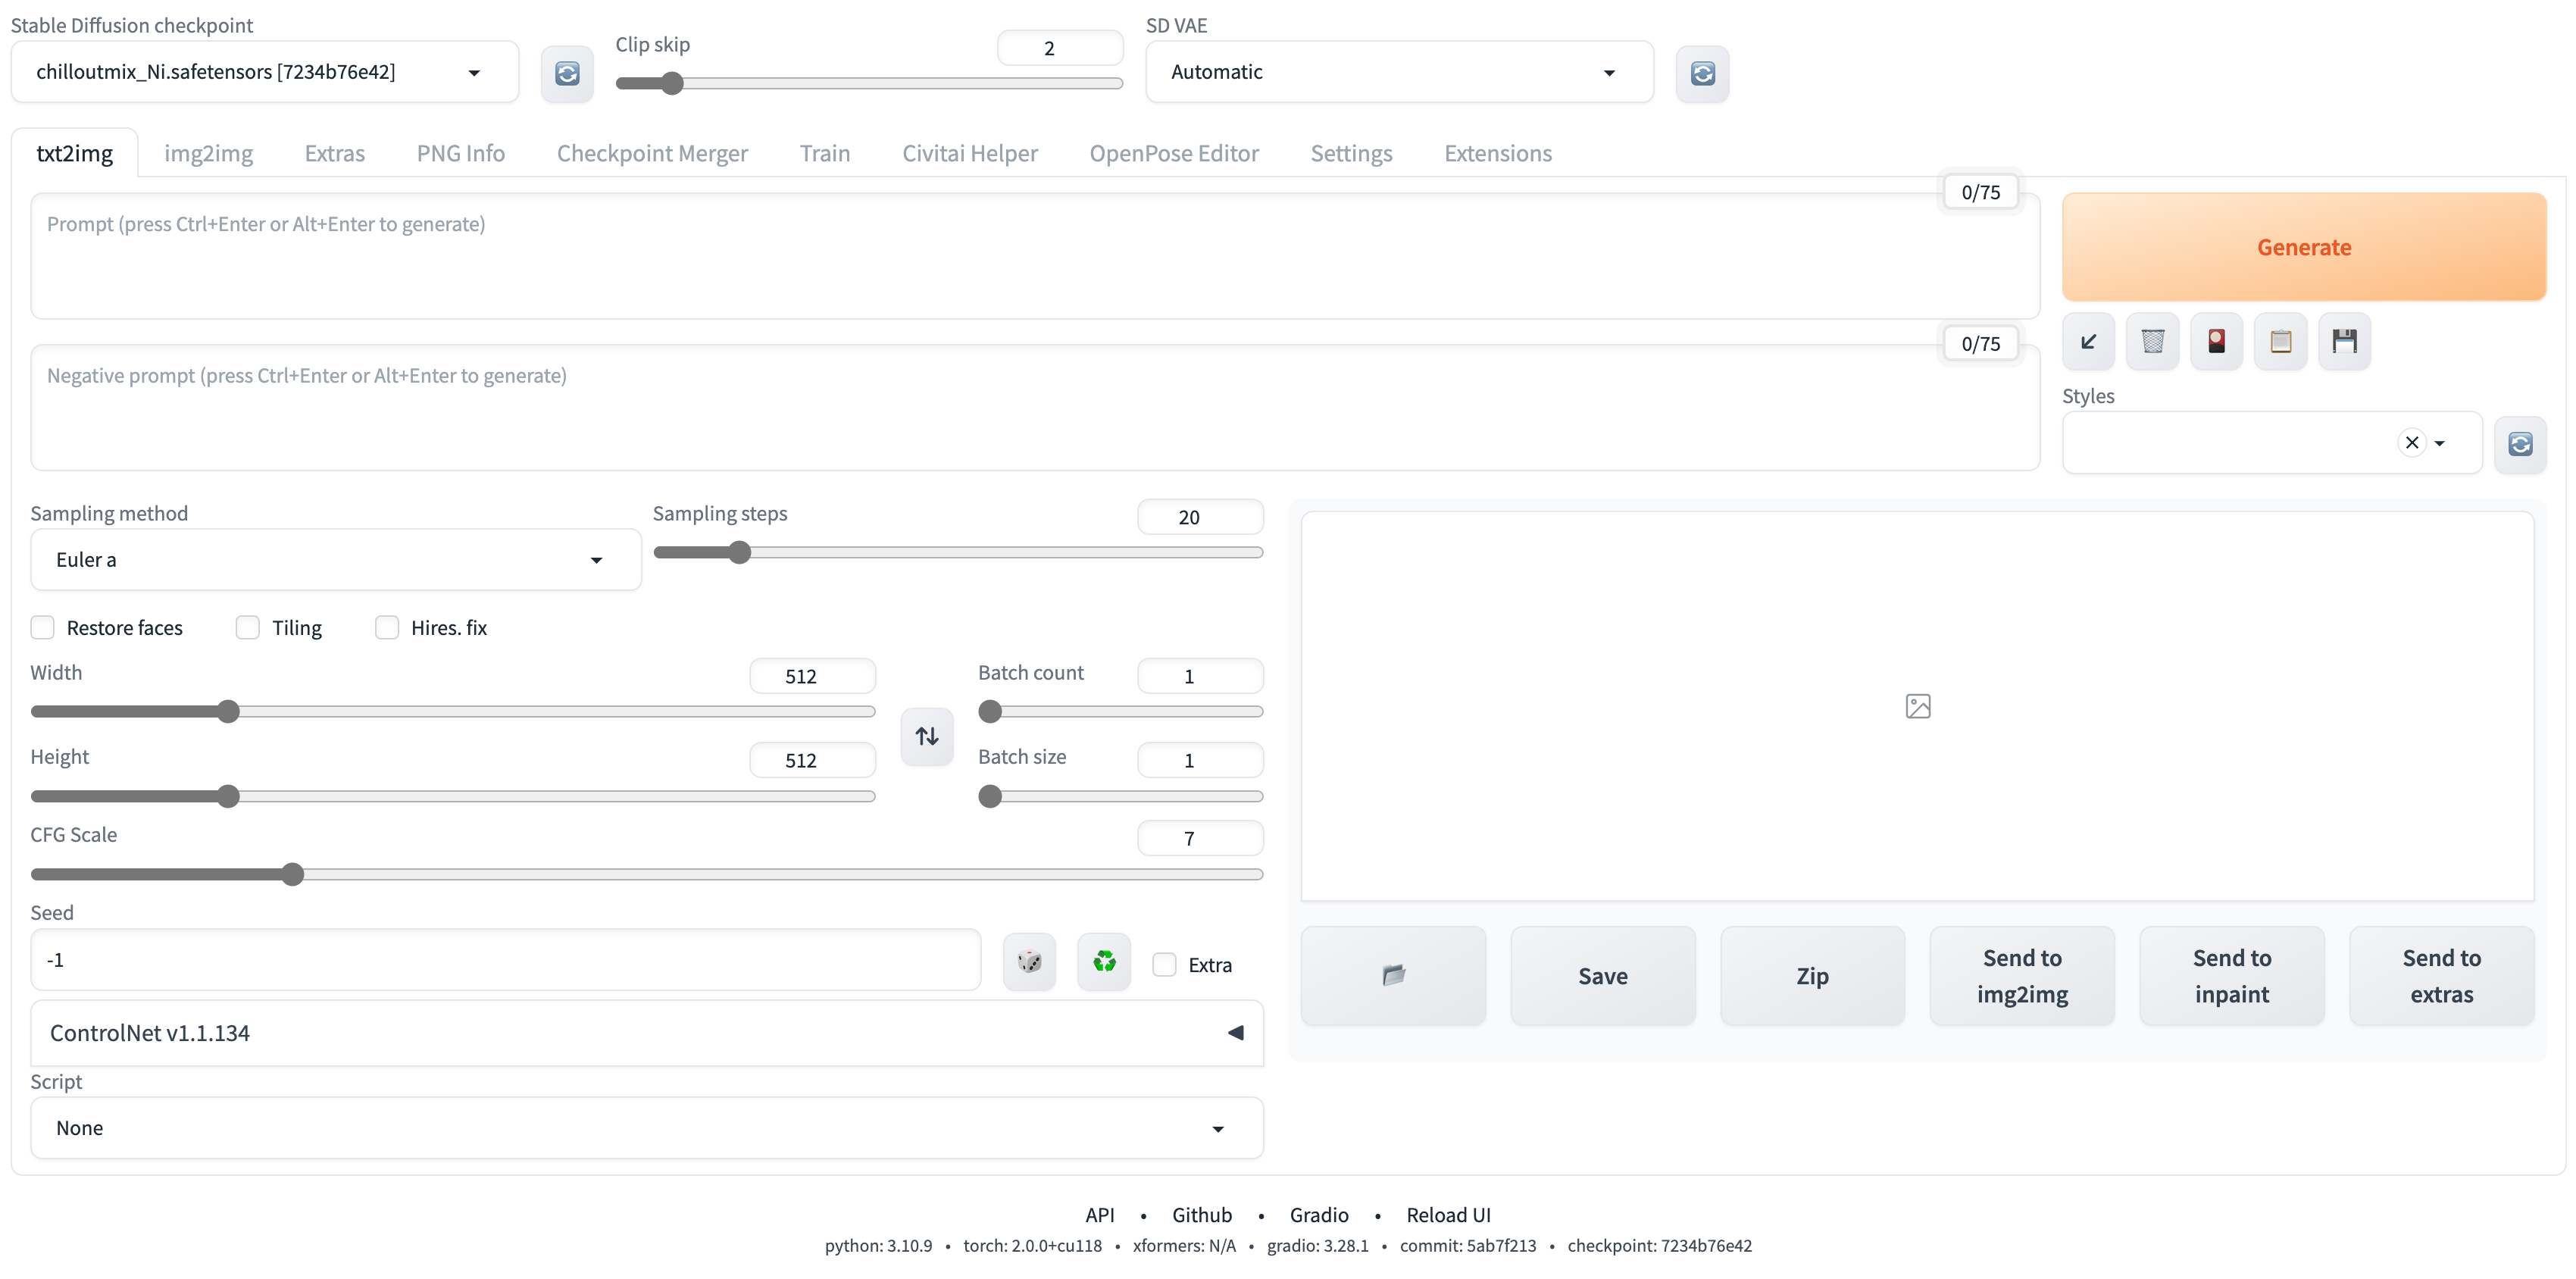 Stable Diffusion checkpoint
chilloutmix_Ni.safetensors [7234b76e42]
Clip skip
2
SD VAE
Automatic
txt2img img2img Extras PNG Info Checkpoint Merger Train Civitai Helper OpenPose Editor Settings Extensions
0/75
Prompt (press Ctrl+Enter or Alt+Enter to generate)
Generate
0/75
Negative prompt (press Ctrl+Enter or Alt+Enter to generate)
Styles
Sampling method
Euler a
Sampling steps
20
Restore faces Tiling Hires. fix
Width
512
Batch count
1
Height
512
Batch size
1
CFG Scale
7
Seed
-1
Extra
ControlNet v1.1.134
Script
None
Save
Zip
Send to
img2img
Send to
inpaint
Send to
extras
API • Github • Gradio • Reload UI
python: 3.10.9 • torch: 2.0.0+cu118 • xformers: N/A • gradio: 3.28.1 • commit: 5ab7f213 • checkpoint: 7234b76e42